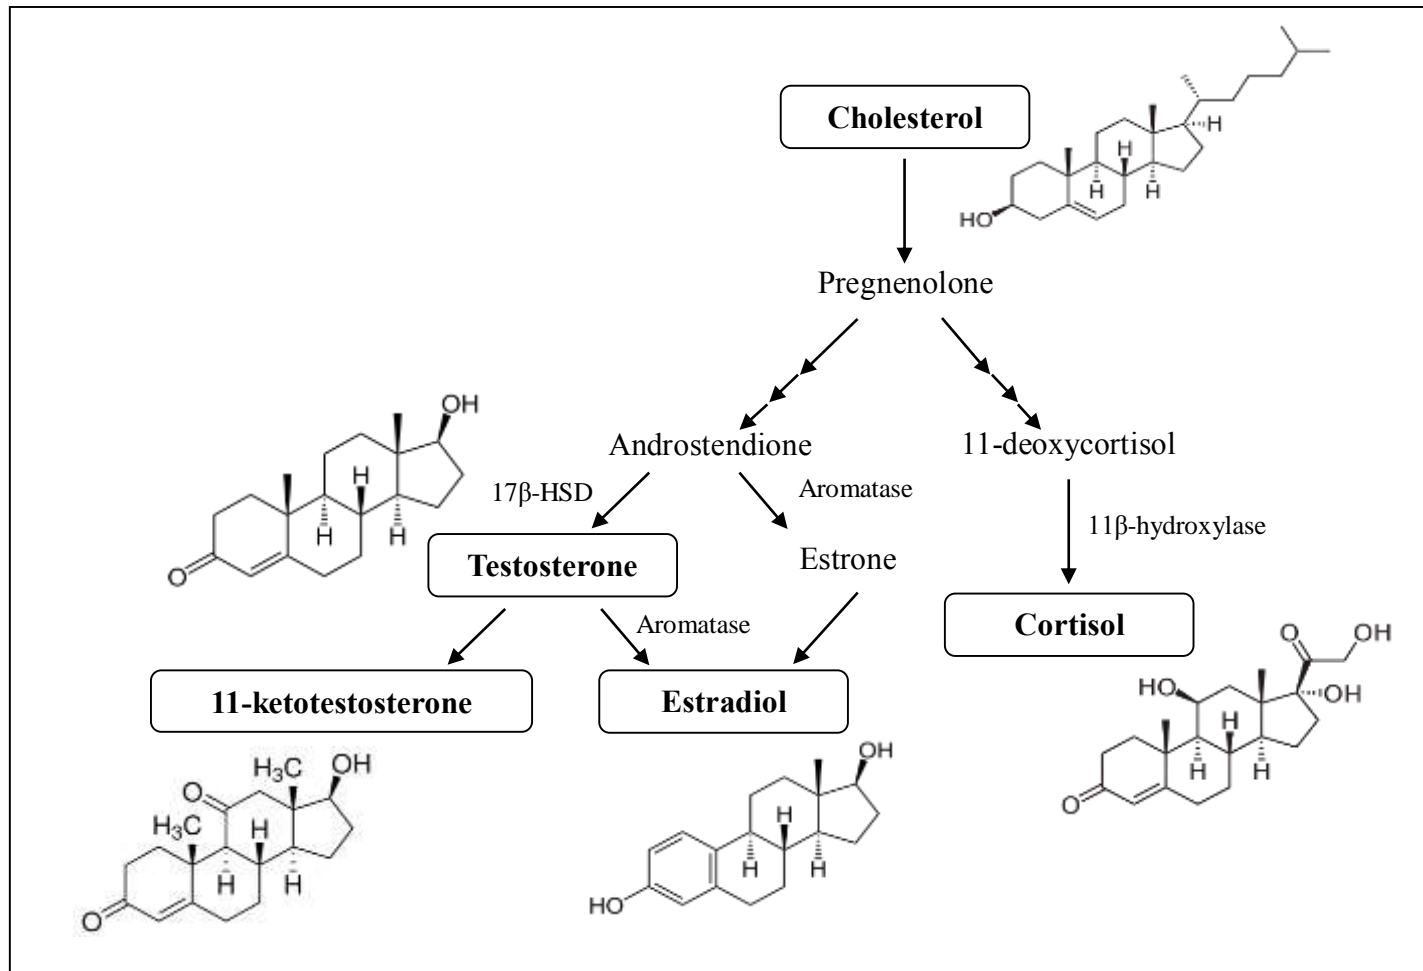 Cholesterol
H
H
H
H
HO
Pregnenolone
OH
H
H
H
O
Androstendione
11-deoxycortisol
17β-HSD
Aromatase
11β-hydroxylase
Testosterone
Estrone
Cortisol
Aromatase
O
OH
HO
OH
H
H
H
O
11-ketotestosterone
Estradiol
H₃C
OH
O
H₃C
H
H
H
O
OH
H
H
H
HO